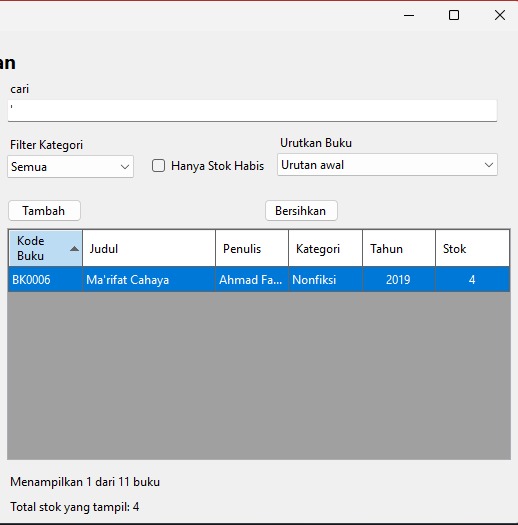 an
cari
'
Filter Kategori
Urutkan Buku
Semua
Hanya Stok Habis
Urutan awal
Tambah
Bersihkan
Kode Buku
Judul
Penulis
Kategori
Tahun
Stok
BK0006
Ma'rifat Cahaya
Ahmad Fa...
Nonfiksi
2019
4
Menampilkan 1 dari 11 buku
Total stok yang tampil: 4